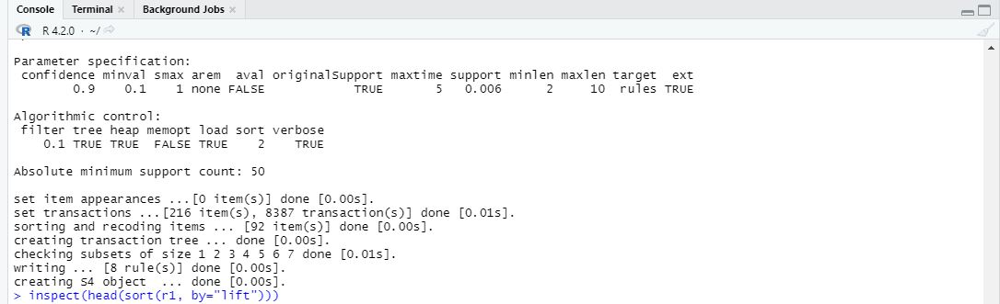 Console Terminal Background Jobs
R R 4.2.0 · ~/
Parameter specification:
confidence minval smax arem aval originalSupport maxtime support minlen maxlen target ext
0.9 0.1 1 none FALSE TRUE 5 0.006 2 10 rules TRUE
Algorithmic control:
filter tree heap memopt load sort verbose
0.1 TRUE TRUE FALSE TRUE 2 TRUE
Absolute minimum support count: 50
set item appearances ...[0 item(s)] done [0.00s].
set transactions ...[216 item(s), 8387 transaction(s)] done [0.01s].
sorting and recoding items ... [92 item(s)] done [0.00s].
creating transaction tree ... done [0.00s].
checking subsets of size 1 2 3 4 5 6 7 done [0.01s].
writing ... [8 rule(s)] done [0.00s].
creating S4 object ... done [0.00s].
> inspect(head(sort(r1, by="lift")))